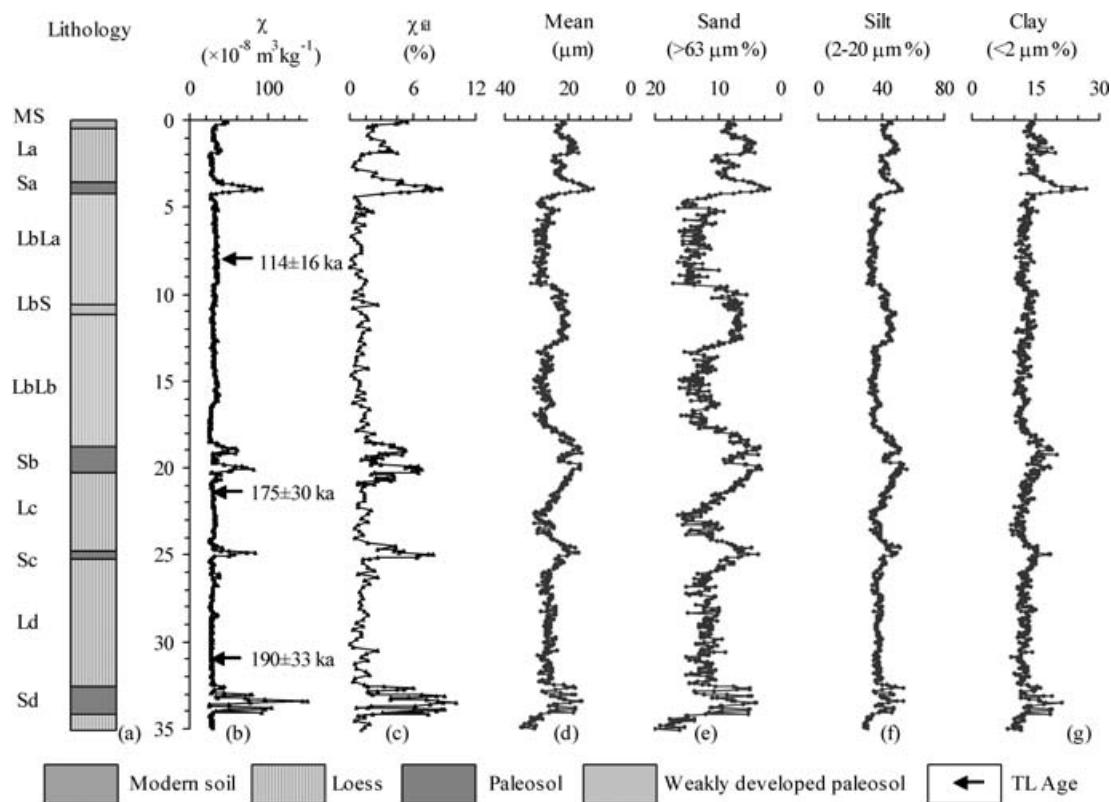 Lithology
χ
(×10⁻⁸ m³kg⁻¹)
χfd
(%)
Mean
(μm)
Sand
(>63 μm %)
Silt
(2-20 μm %)
Clay
(<2 μm %)
0 100
0 6 12
40 20 0
20 10 0
0 40 80
0 15 30
MS
La
Sa
LbLa
LbS
LbLb
Sb
Lc
Sc
Ld
Sd
0
5
10
15
20
25
30
35
114±16 ka
175±30 ka
190±33 ka
(a) (b) (c) (d) (e) (f) (g)
Modern soil Loess Paleosol Weakly developed paleosol TL Age